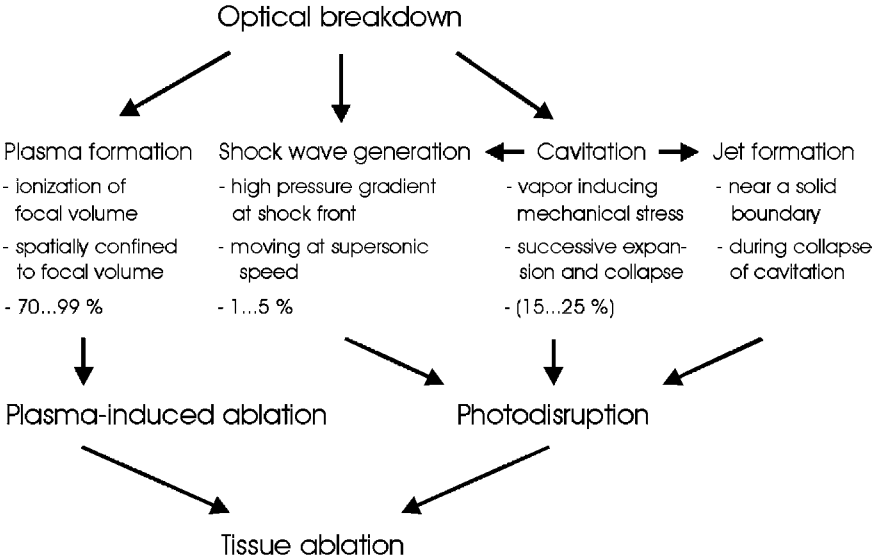 Optical breakdown
Plasma formation
- ionization of
focal volume
- spatially confined
to focal volume
- 70...99 %
Shock wave generation
- high pressure gradient
at shock front
- moving at supersonic
speed
- 1...5 %
Cavitation
- vapor inducing
mechanical stress
- successive expan-
sion and collapse
- (15...25 %)
Jet formation
- near a solid
boundary
- during collapse
of cavitation
Plasma-induced ablation
Photodisruption
Tissue ablation